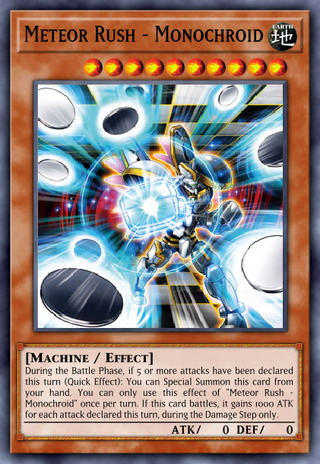 Meteor Rush - Monochroid
EARTH
地
[Machine / Effect]
During the Battle Phase, if 5 or more attacks have been declared
this turn (Quick Effect): You can Special Summon this card from
your hand. You can only use this effect of "Meteor Rush -
Monochroid" once per turn. If this card battles, it gains 1000 ATK
for each attack declared this turn, during the Damage Step only.
ATK/ 0 DEF/ 0